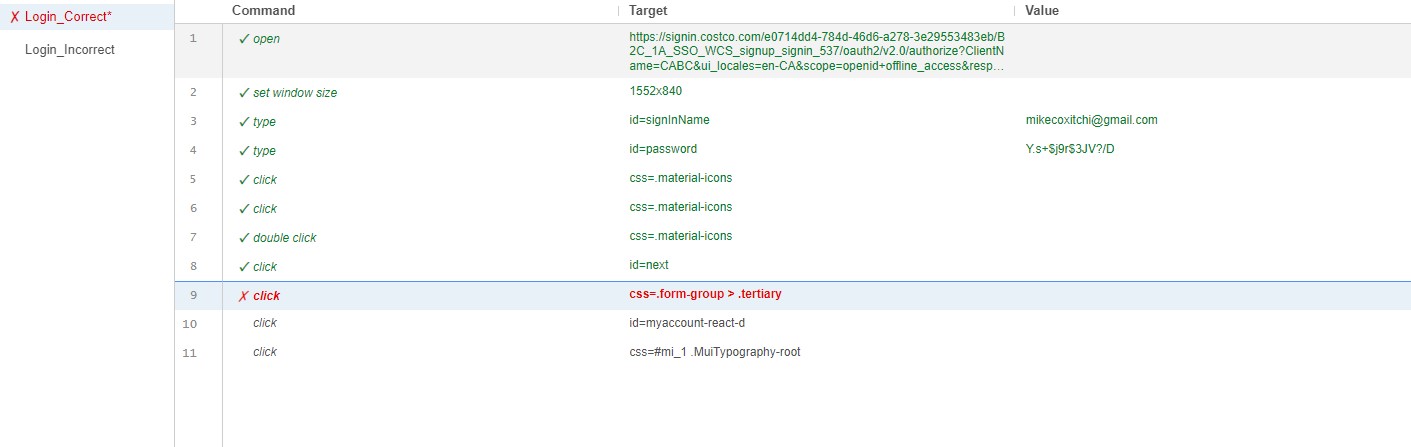 Command Target Value
✗ Login_Correct*
Login_Incorrect
1 ✓ open https://signin.costco.com/e0714dd4-784d-46d6-a278-3e29553483eb/B
2C_1A_SSO_WCS_signup_signin_537/oauth2/v2.0/authorize?ClientN
ame=CABC&ui_locales=en-CA&scope=openid+offline_access&resp...
2 ✓ set window size 1552x840
3 ✓ type id=signInName mikecoxitchi@gmail.com
4 ✓ type id=password Y.s+$j9r$3JV?/D
5 ✓ click css=.material-icons
6 ✓ click css=.material-icons
7 ✓ double click css=.material-icons
8 ✓ click id=next
9 ✗ click css=.form-group > .tertiary
10 click id=myaccount-react-d
11 click css=#mi_1 .MuiTypography-root